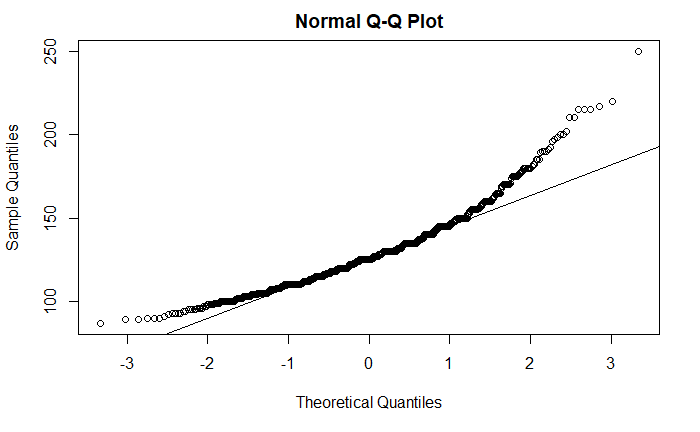 Normal Q-Q Plot
250
200
150
100
Sample Quantiles
-3 -2 -1 0 1 2 3
Theoretical Quantiles